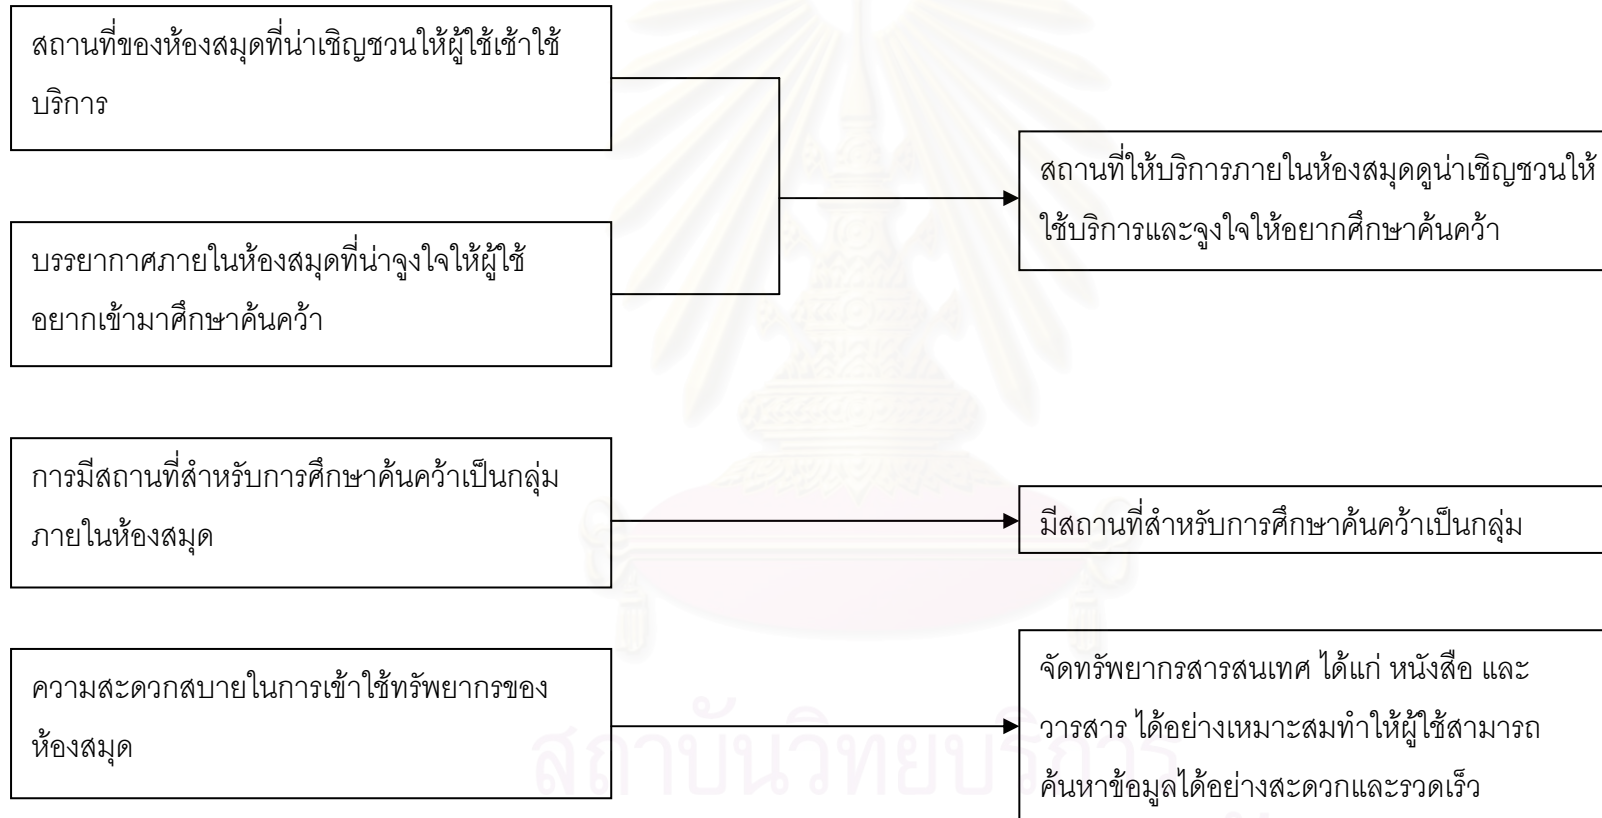 สถานที่ของห้องสมุดที่น่าเชิญชวนให้ผู้ใช้เช้าใช้
บริการ
สถานที่ให้บริการภายในห้องสมุดดูน่าเชิญชวนให้
ใช้บริการและจูงใจให้อยากศึกษาค้นคว้า
บรรยากาศภายในห้องสมุดที่น่าจูงใจให้ผู้ใช้
อยากเข้ามาศึกษาค้นคว้า
การมีสถานที่สำหรับการศึกษาค้นคว้าเป็นกลุ่ม
ภายในห้องสมุด
มีสถานที่สำหรับการศึกษาค้นคว้าเป็นกลุ่ม
ความสะดวกสบายในการเข้าใช้ทรัพยากรของ
ห้องสมุด
จัดทรัพยากรสารสนเทศ ได้แก่ หนังสือ และ
วารสาร ได้อย่างเหมาะสมทำให้ผู้ใช้สามารถ
ค้นหาข้อมูลได้อย่างสะดวกและรวดเร็ว
สถาบันวิทยบริการ